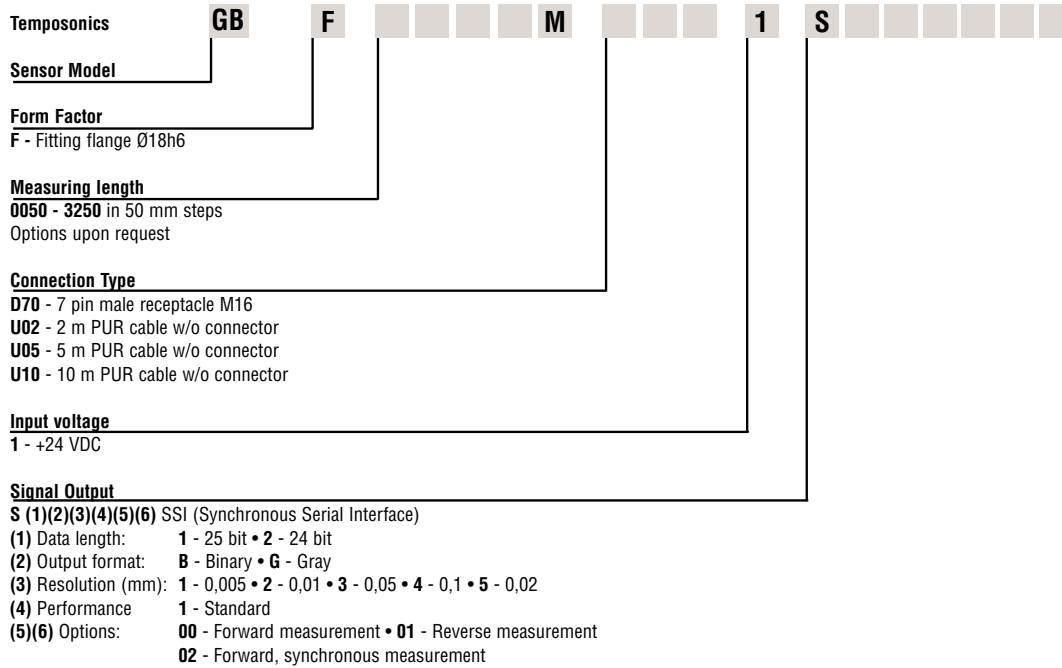 Temposonics GB F M 1 S
Sensor Model
Form Factor
F - Fitting flange Ø18h6
Measuring length
0050 - 3250 in 50 mm steps
Options upon request
Connection Type
D70 - 7 pin male receptacle M16
U02 - 2 m PUR cable w/o connector
U05 - 5 m PUR cable w/o connector
U10 - 10 m PUR cable w/o connector
Input voltage
1 - +24 VDC
Signal Output
S (1)(2)(3)(4)(5)(6) SSI (Synchronous Serial Interface)
(1) Data length: 1 - 25 bit • 2 - 24 bit
(2) Output format: B - Binary • G - Gray
(3) Resolution (mm): 1 - 0,005 • 2 - 0,01 • 3 - 0,05 • 4 - 0,1 • 5 - 0,02
(4) Performance 1 - Standard
(5)(6) Options: 00 - Forward measurement • 01 - Reverse measurement
02 - Forward, synchronous measurement